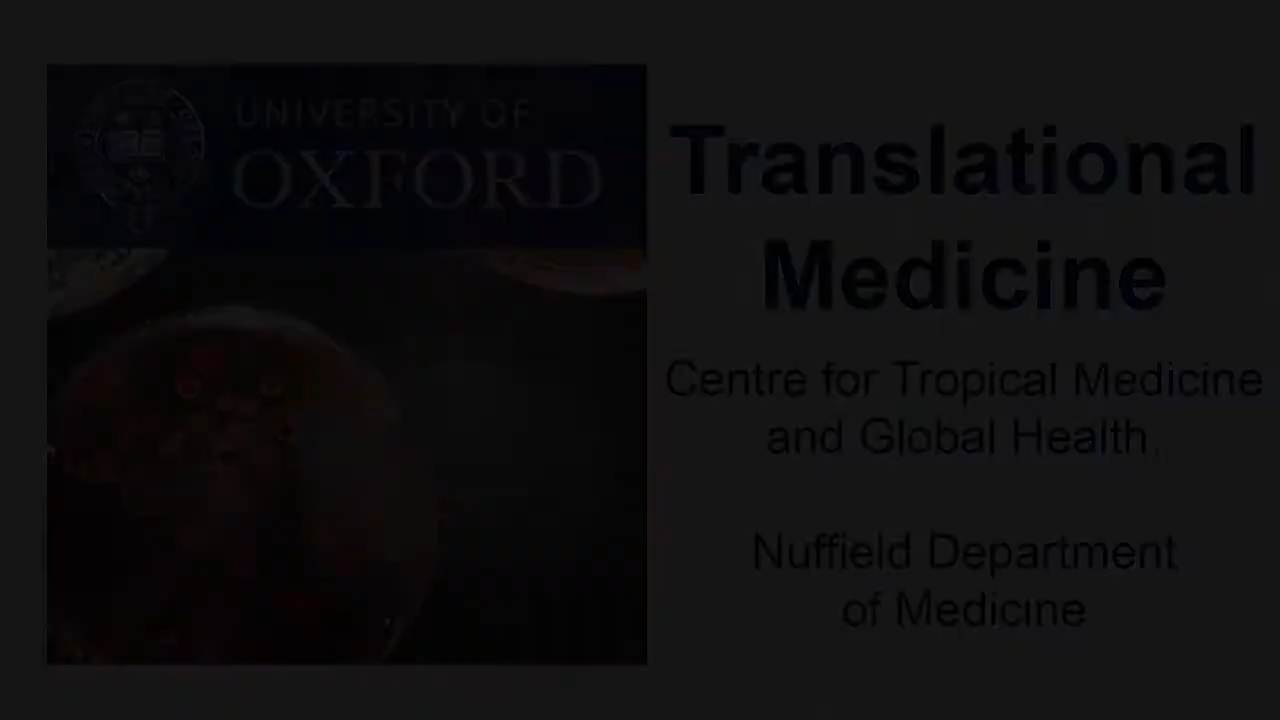 UNIVERSITY OF
OXFORD
Translational
Medicine
Centre for Tropical Medicine
and Global Health
Nuffield Department
of Medicine